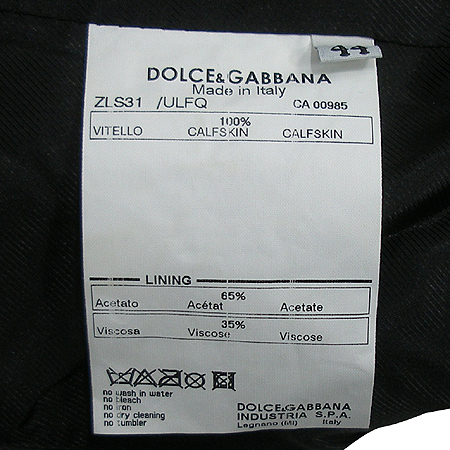 44
DOLCE&GABBANA
Made in Italy
ZLS31 /ULFQ CA 00985
100%
VITELLO CALFSKIN CALFSKIN
LINING
65%
Acetato Acétat Acetate
35%
Viscosa Viscose Viscose
no wash in water
no bleach
no iron
no dry cleaning
no tumbler
DOLCE&GABBANA
INDUSTRIA S.P.A.
Legnano (MI) Italy